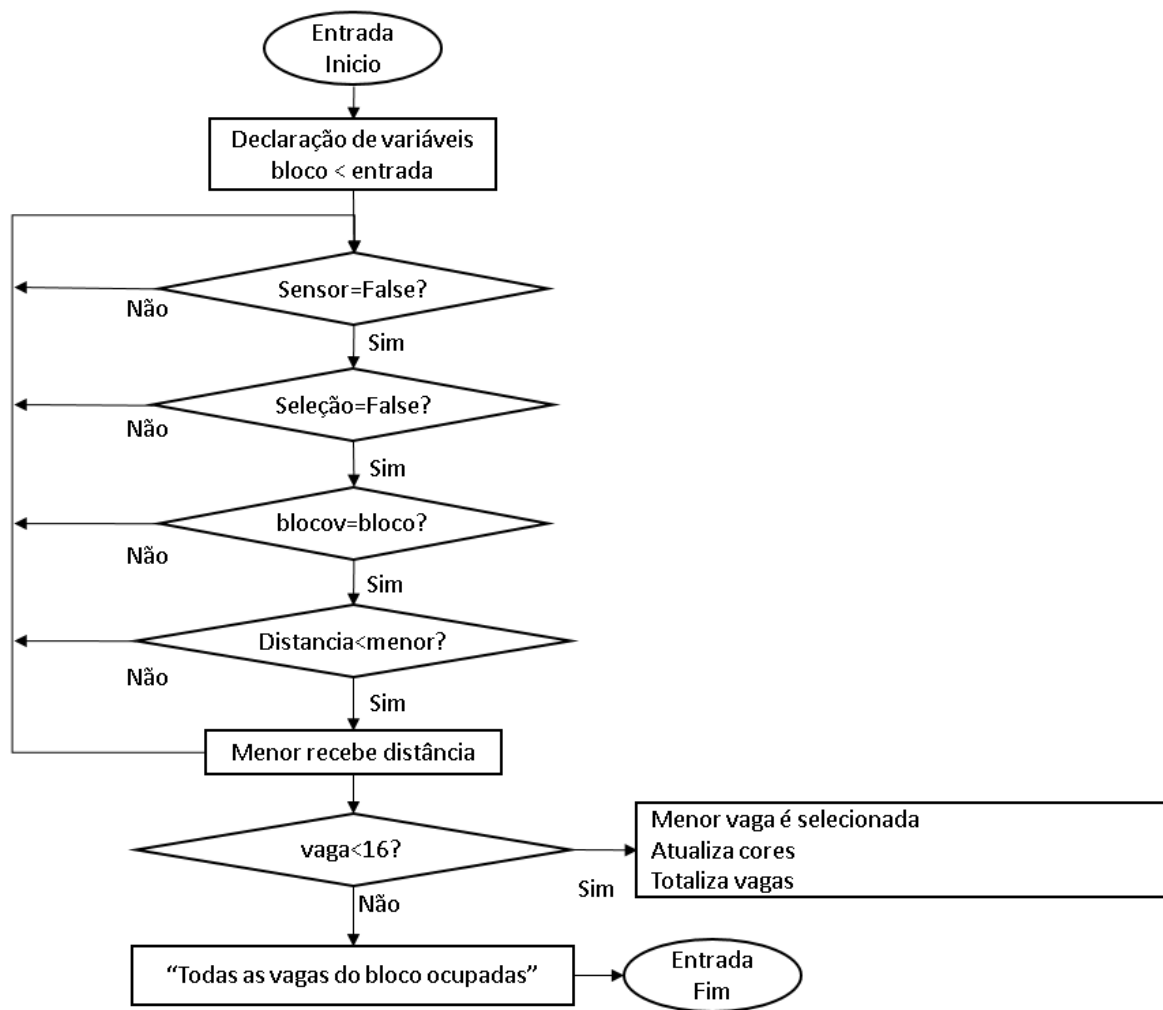 Entrada
Inicio
Declaração de variáveis
bloco < entrada
Sensor=False?
Não
Sim
Seleção=False?
Não
Sim
blocov=bloco?
Não
Sim
Distancia<menor?
Não
Sim
Menor recebe distância
vaga<16?
Sim
Menor vaga é selecionada
Atualiza cores
Totaliza vagas
Não
“Todas as vagas do bloco ocupadas”
Entrada
Fim